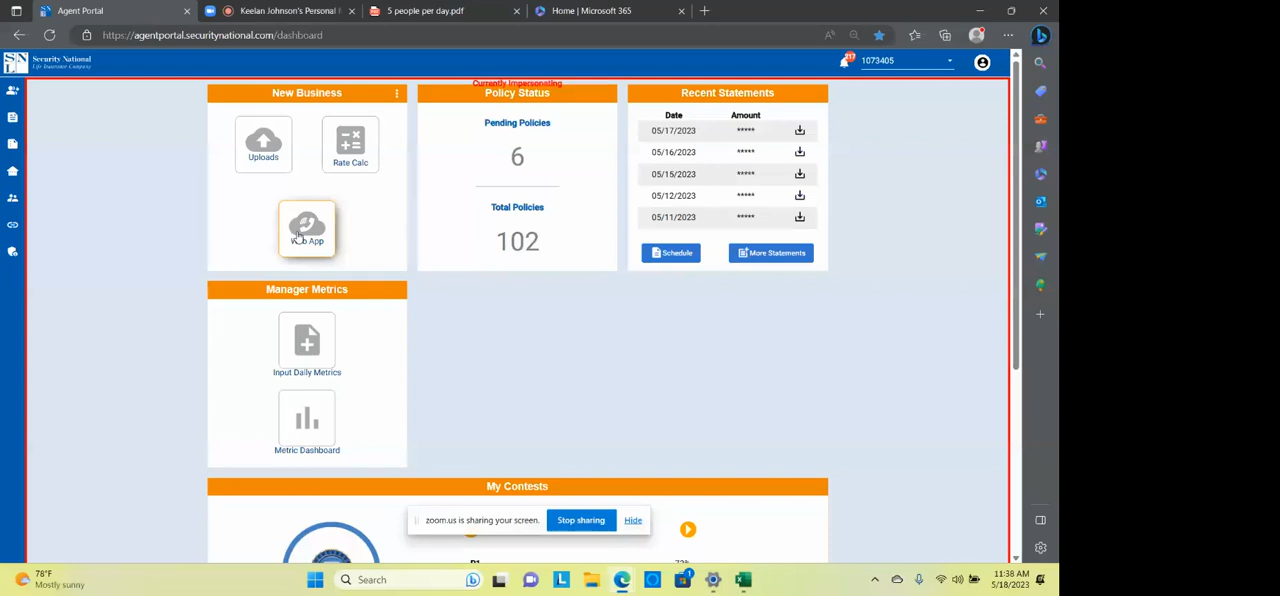 Agent Portal
Keelan Johnson's Personal
5 people per day.pdf
Home | Microsoft 365
https://agentportal.securitynational.com/dashboard
SNL
Security National
Life Insurance Company
217
1073405
Currently Impersonating
New Business
Uploads
Rate Calc
Web App
Policy Status
Pending Policies
6
Total Policies
102
Recent Statements
Date Amount
05/17/2023 *****
05/16/2023 *****
05/15/2023 *****
05/12/2023 *****
05/11/2023 *****
Schedule
More Statements
Manager Metrics
Input Daily Metrics
Metric Dashboard
My Contests
zoom.us is sharing your screen.
Stop sharing
Hide
78°F
Mostly sunny
Search
11:38 AM
5/18/2023